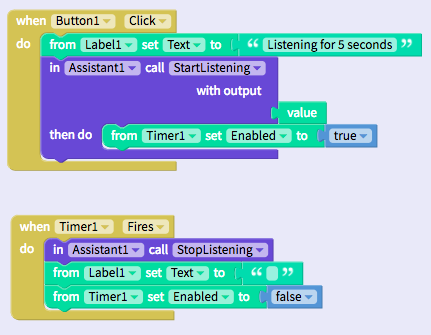 when Button1 Click
do from Label1 set Text to “ Listening for 5 seconds ”
in Assistant1 call StartListening
with output
value
then do from Timer1 set Enabled to true
when Timer1 Fires
do in Assistant1 call StopListening
from Label1 set Text to “ ”
from Timer1 set Enabled to false